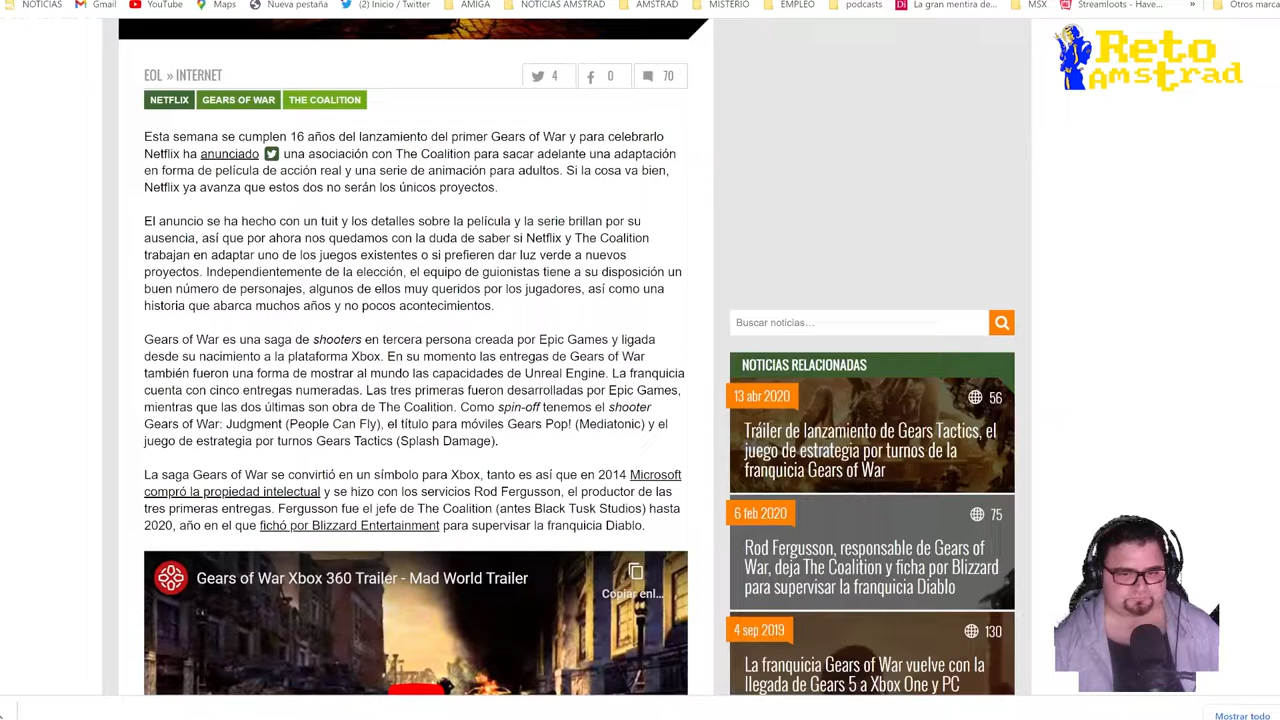 NOTICIAS
Gmail
YouTube
Maps
Nueva pestaña
(2) Inicio / Twitter
AMIGA
NOTICIAS AMSTRAD
AMSTRAD
MISTERIO
EMPLEO
podcasts
La gran mentira de...
MSX
Streamloots - Have...
»
Otros marca
Reto
Amstrad
EOL » INTERNET
4
0
70
NETFLIX
GEARS OF WAR
THE COALITION
Esta semana se cumplen 16 años del lanzamiento del primer Gears of War y para celebrarlo
Netflix ha anunciado una asociación con The Coalition para sacar adelante una adaptación
en forma de película de acción real y una serie de animación para adultos. Si la cosa va bien,
Netflix ya avanza que estos dos no serán los únicos proyectos.
El anuncio se ha hecho con un tuit y los detalles sobre la película y la serie brillan por su
ausencia, así que por ahora nos quedamos con la duda de saber si Netflix y The Coalition
trabajan en adaptar uno de los juegos existentes o si prefieren dar luz verde a nuevos
proyectos. Independientemente de la elección, el equipo de guionistas tiene a su disposición un
buen número de personajes, algunos de ellos muy queridos por los jugadores, así como una
historia que abarca muchos años y no pocos acontecimientos.
Gears of War es una saga de shooters en tercera persona creada por Epic Games y ligada
desde su nacimiento a la plataforma Xbox. En su momento las entregas de Gears of War
también fueron una forma de mostrar al mundo las capacidades de Unreal Engine. La franquicia
cuenta con cinco entregas numeradas. Las tres primeras fueron desarrolladas por Epic Games,
mientras que las dos últimas son obra de The Coalition. Como spin-off tenemos el shooter
Gears of War: Judgment (People Can Fly), el título para móviles Gears Pop! (Mediatonic) y el
juego de estrategia por turnos Gears Tactics (Splash Damage).
La saga Gears of War se convirtió en un símbolo para Xbox, tanto es así que en 2014 Microsoft
compró la propiedad intelectual y se hizo con los servicios Rod Fergusson, el productor de las
tres primeras entregas. Fergusson fue el jefe de The Coalition (antes Black Tusk Studios) hasta
2020, año en el que fichó por Blizzard Entertainment para supervisar la franquicia Diablo.
Gears of War Xbox 360 Trailer - Mad World Trailer
Copiar enl...
Buscar noticias...
NOTICIAS RELACIONADAS
13 abr 2020
56
Tráiler de lanzamiento de Gears Tactics, el
juego de estrategia por turnos de la
franquicia Gears of War
6 feb 2020
75
Rod Fergusson, responsable de Gears of
War, deja The Coalition y ficha por Blizzard
para supervisar la franquicia Diablo
4 sep 2019
130
La franquicia Gears of War vuelve con la
llegada de Gears 5 a Xbox One y PC
Mostrar todo